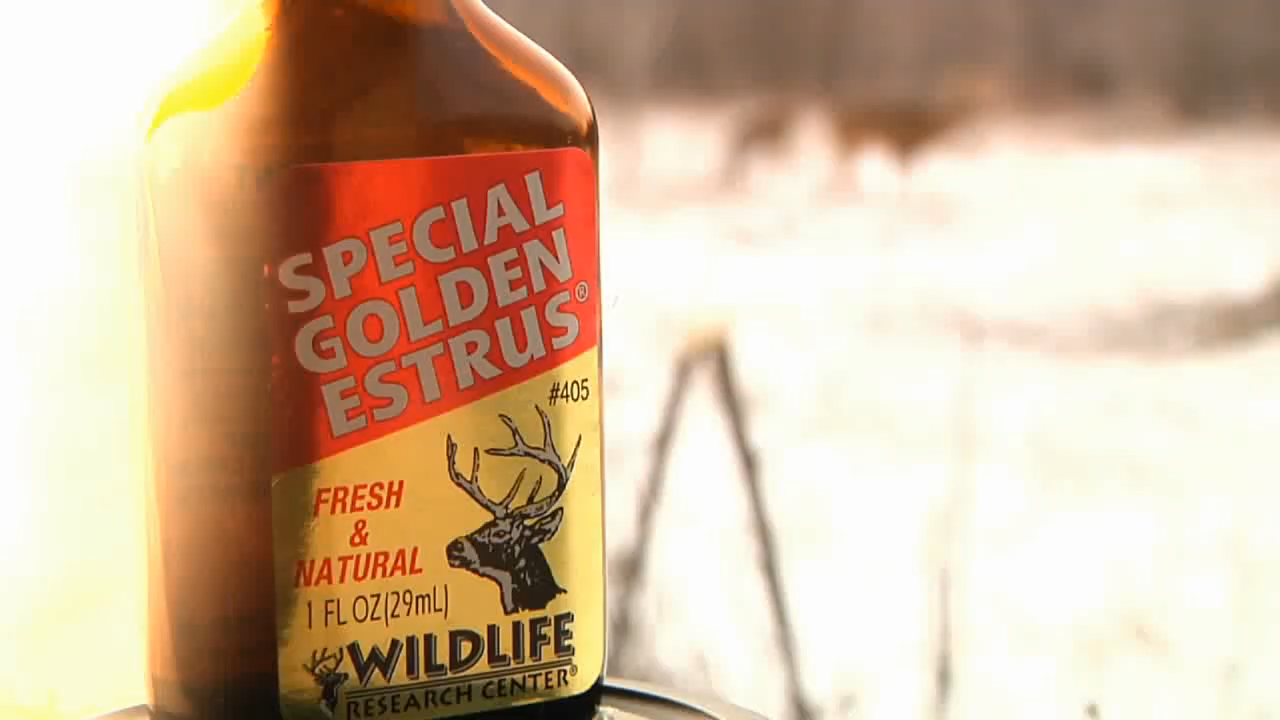 SPECIAL
GOLDEN
ESTRUS®
#405
FRESH
&
NATURAL
1 FL OZ(29mL)
WILDLIFE
RESEARCH CENTER®